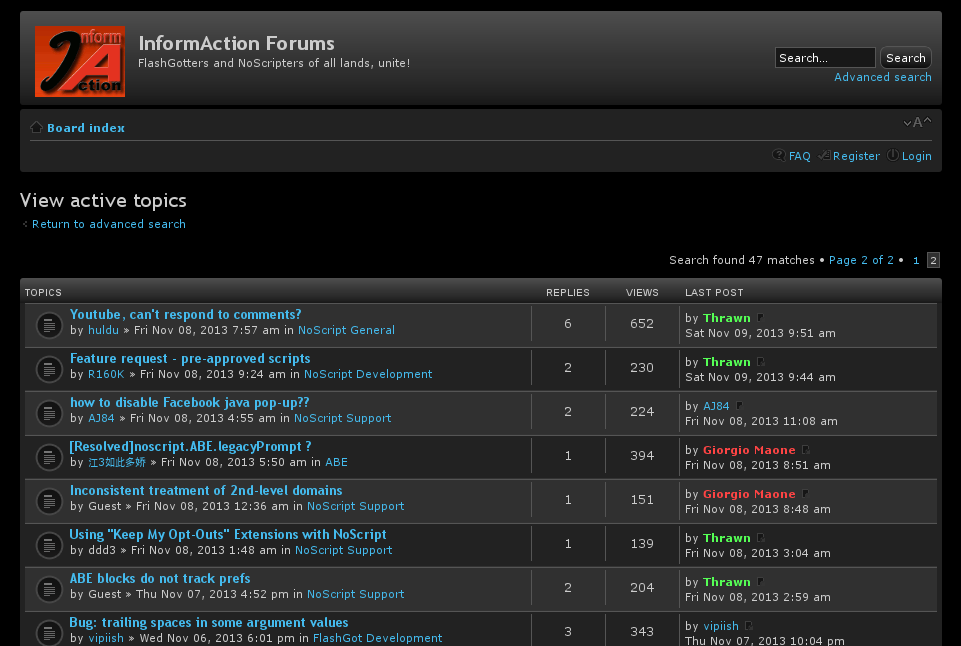 nform
ction
InformAction Forums
FlashGotters and NoScripters of all lands, unite!
Search... Search
Advanced search
Board index
A
FAQ Register Login
View active topics
Return to advanced search
Search found 47 matches • Page 2 of 2 • 1 2
TOPICS REPLIES VIEWS LAST POST
Youtube, can't respond to comments?
by huldu » Fri Nov 08, 2013 7:57 am in NoScript General
6 652
by Thrawn
Sat Nov 09, 2013 9:51 am
Feature request - pre-approved scripts
by R160K » Fri Nov 08, 2013 9:24 am in NoScript Development
2 230
by Thrawn
Sat Nov 09, 2013 9:44 am
how to disable Facebook java pop-up??
by AJ84 » Fri Nov 08, 2013 4:55 am in NoScript Support
2 224
by AJ84
Fri Nov 08, 2013 11:08 am
[Resolved]noscript.ABE.legacyPrompt ?
by 江3如此多娇 » Fri Nov 08, 2013 5:50 am in ABE
1 394
by Giorgio Maone
Fri Nov 08, 2013 8:51 am
Inconsistent treatment of 2nd-level domains
by Guest » Fri Nov 08, 2013 12:36 am in NoScript Support
1 151
by Giorgio Maone
Fri Nov 08, 2013 8:48 am
Using "Keep My Opt-Outs" Extensions with NoScript
by ddd3 » Fri Nov 08, 2013 1:48 am in NoScript Support
1 139
by Thrawn
Fri Nov 08, 2013 3:04 am
ABE blocks do not track prefs
by Guest » Thu Nov 07, 2013 4:52 pm in NoScript Support
2 204
by Thrawn
Fri Nov 08, 2013 2:59 am
Bug: trailing spaces in some argument values
by vipiish » Wed Nov 06, 2013 6:01 pm in FlashGot Development
3 343
by vipiish
Thu Nov 07, 2013 10:04 pm